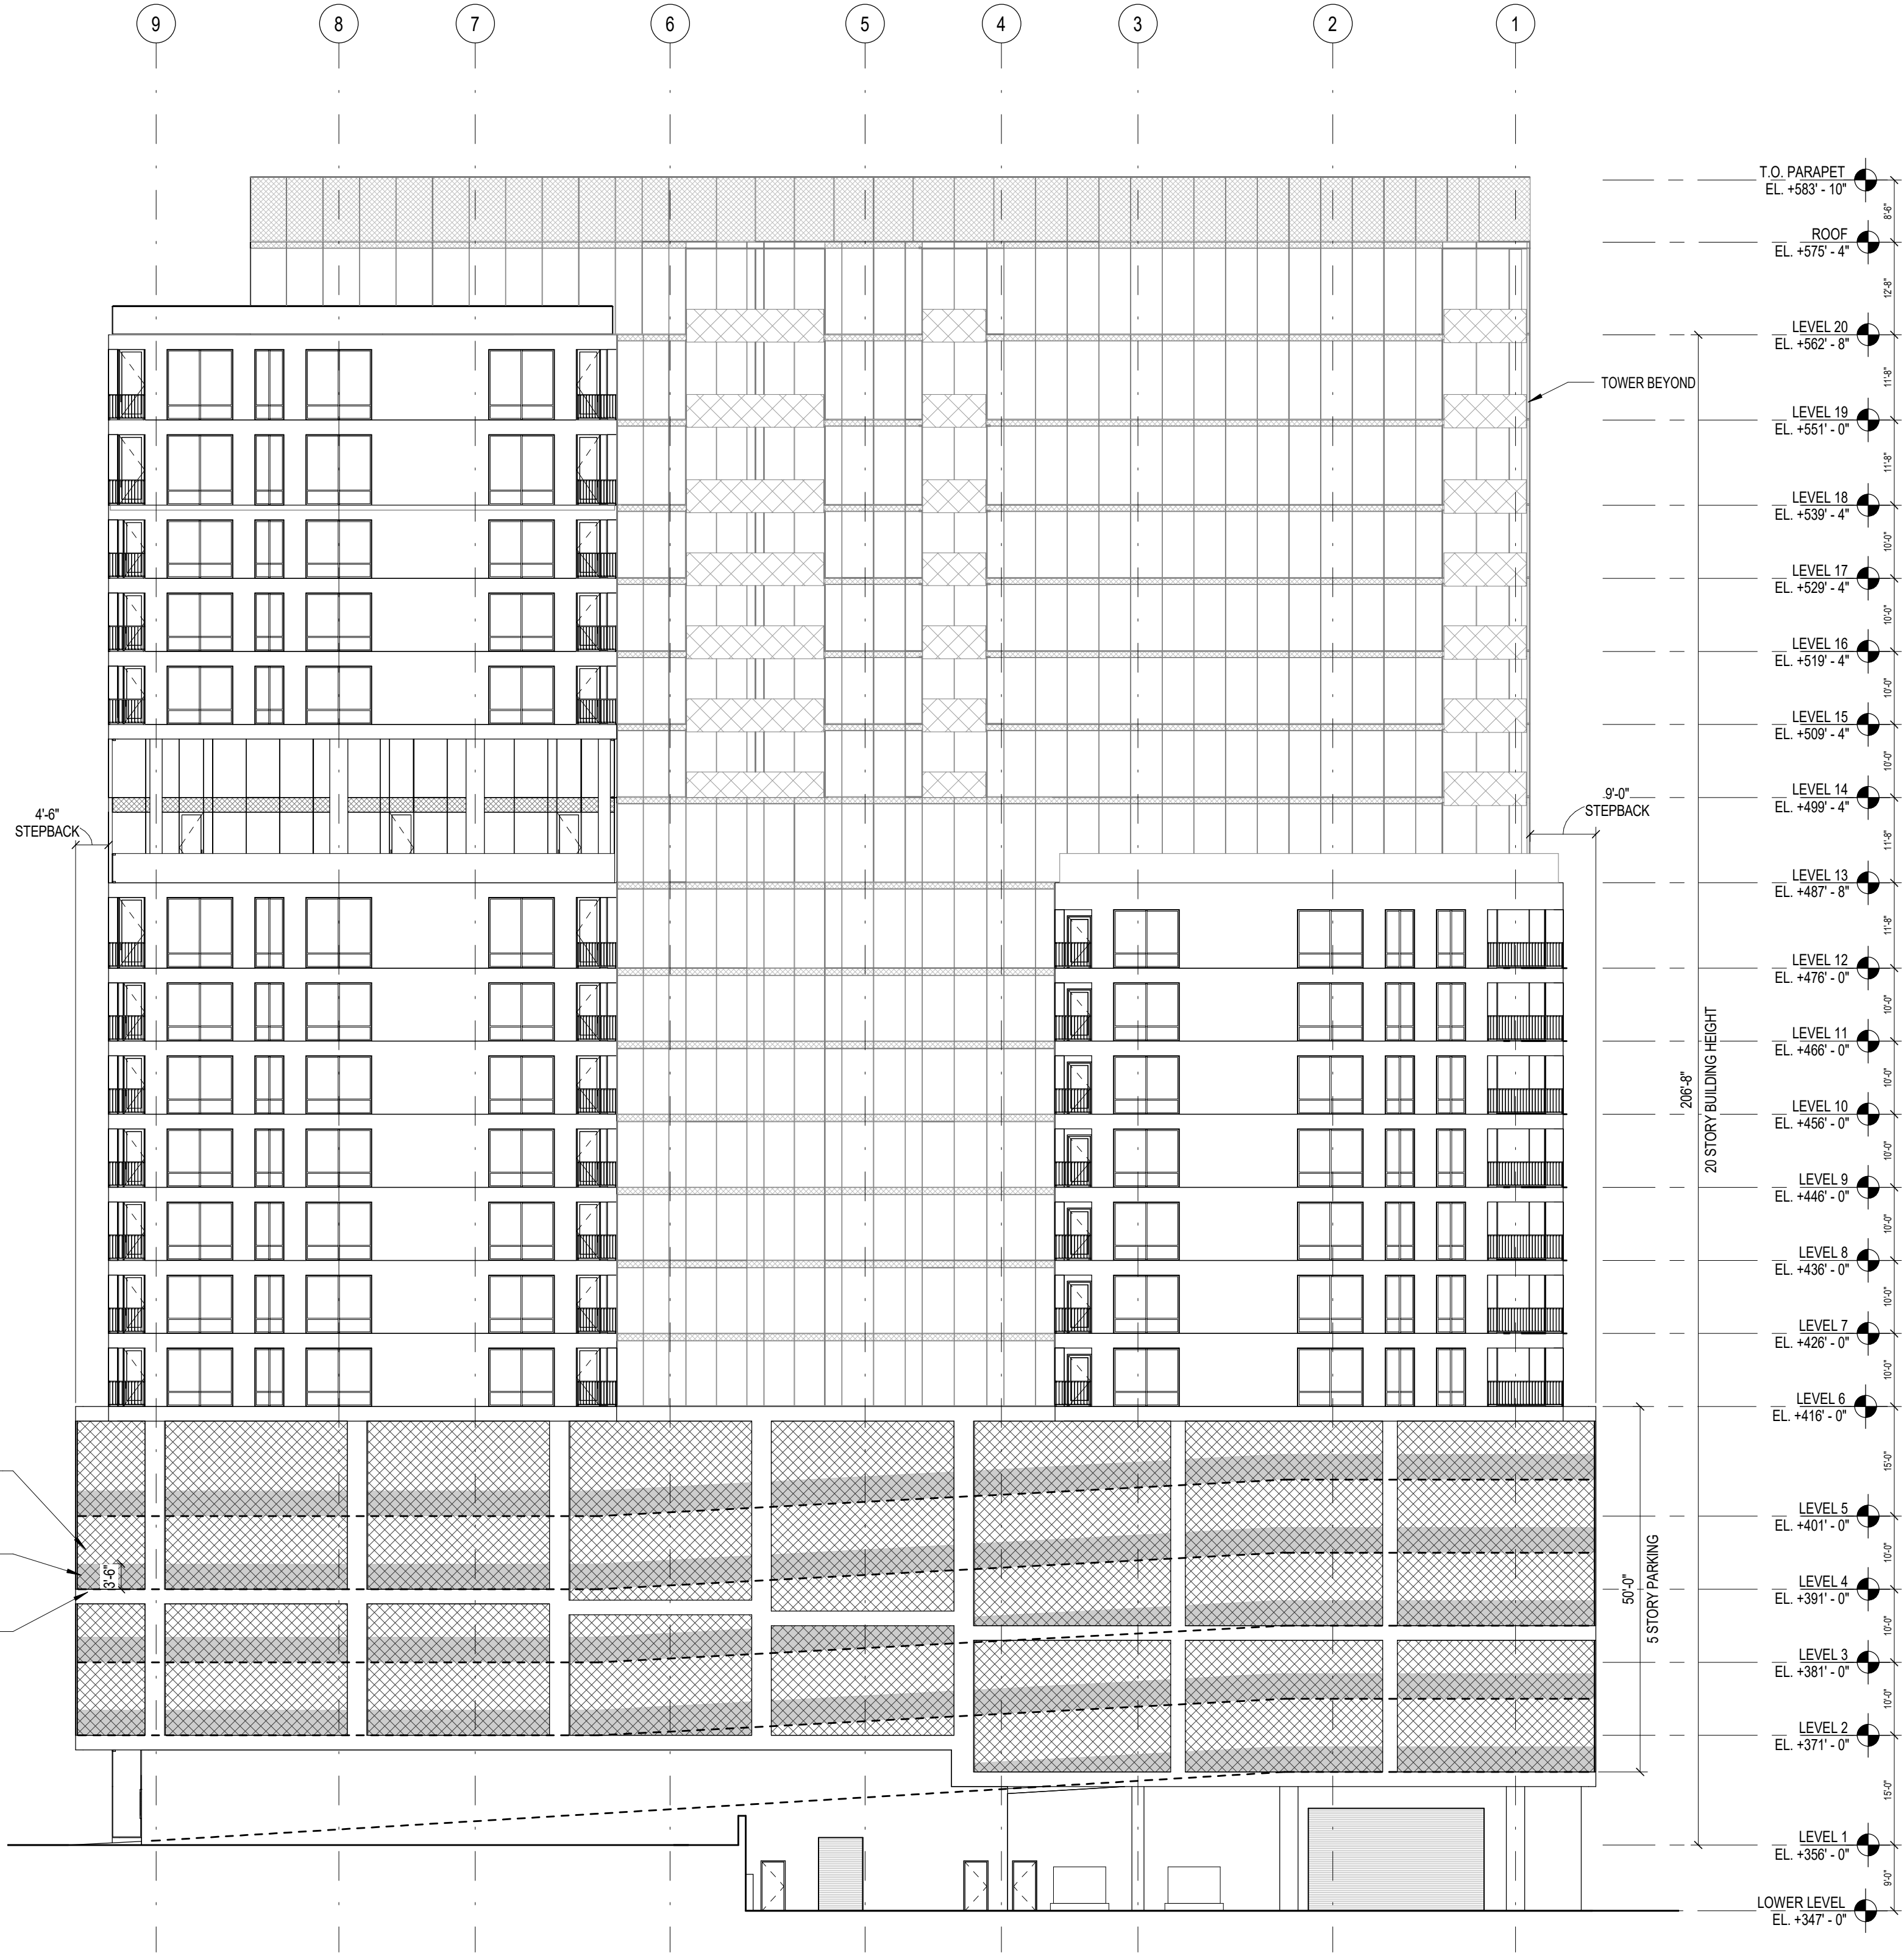 9 8 7 6 5 4 3 2 1
T.O. PARAPET
EL. +583' - 10"
8'-6"
ROOF
EL. +575' - 4"
12'-8"
LEVEL 20
EL. +562' - 8"
11'-8"
TOWER BEYOND
LEVEL 19
EL. +551' - 0"
11'-8"
LEVEL 18
EL. +539' - 4"
10'-0"
LEVEL 17
EL. +529' - 4"
10'-0"
LEVEL 16
EL. +519' - 4"
10'-0"
LEVEL 15
EL. +509' - 4"
10'-0"
LEVEL 14
EL. +499' - 4"
4'-6"
STEPBACK
9'-0"
STEPBACK
11'-8"
LEVEL 13
EL. +487' - 8"
11'-8"
LEVEL 12
EL. +476' - 0"
10'-0"
LEVEL 11
EL. +466' - 0"
10'-0"
206'-8"
20 STORY BUILDING HEIGHT
LEVEL 10
EL. +456' - 0"
10'-0"
LEVEL 9
EL. +446' - 0"
10'-0"
LEVEL 8
EL. +436' - 0"
10'-0"
LEVEL 7
EL. +426' - 0"
10'-0"
LEVEL 6
EL. +416' - 0"
15'-0"
LEVEL 5
EL. +401' - 0"
10'-0"
3'-6"
50'-0"
5 STORY PARKING
LEVEL 4
EL. +391' - 0"
10'-0"
LEVEL 3
EL. +381' - 0"
10'-0"
LEVEL 2
EL. +371' - 0"
15'-0"
LEVEL 1
EL. +356' - 0"
9'-0"
LOWER LEVEL
EL. +347' - 0"